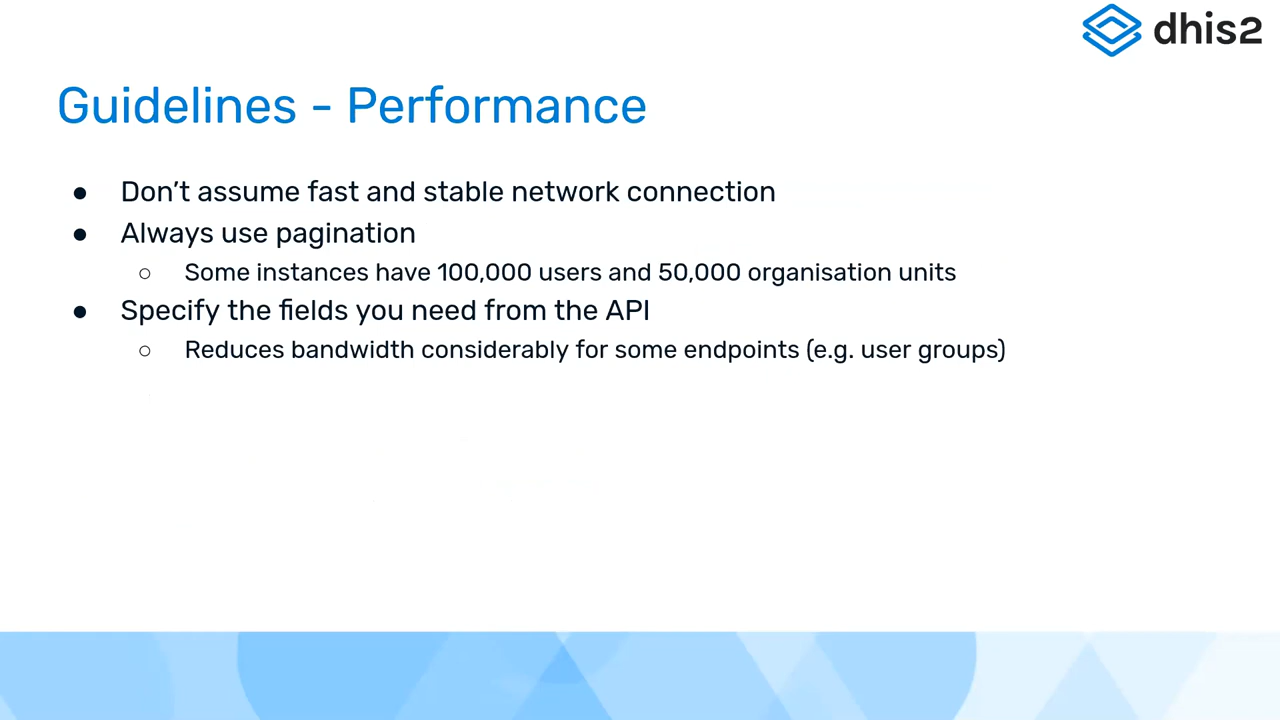 dhis2
Guidelines - Performance
● Don’t assume fast and stable network connection
● Always use pagination
○ Some instances have 100,000 users and 50,000 organisation units
● Specify the fields you need from the API
○ Reduces bandwidth considerably for some endpoints (e.g. user groups)